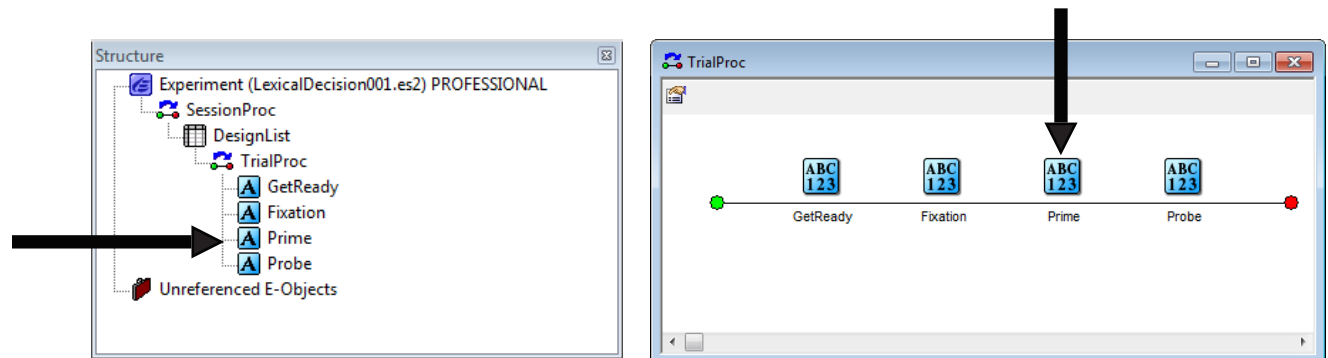 Structure
Experiment (LexicalDecision001.es2) PROFESSIONAL
SessionProc
DesignList
TrialProc
A GetReady
A Fixation
A Prime
A Probe
Unreferenced E-Objects
TrialProc
ABC 123 ABC 123 ABC 123 ABC 123
GetReady Fixation Prime Probe